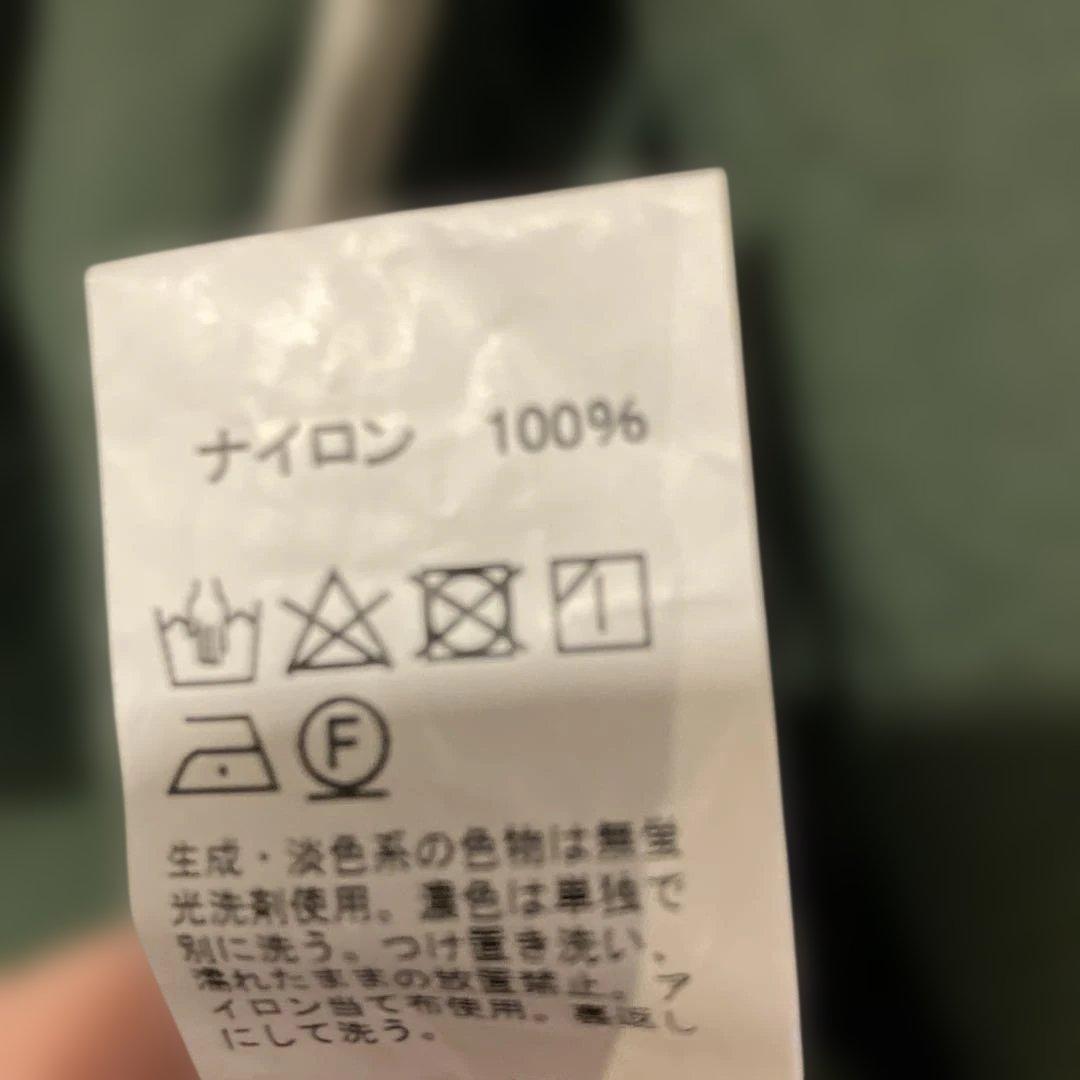 ナイロン 100%
F
生成・淡色系の色物は無蛍
光洗剤使用。濃色は単独で
別に洗う。つけ置き洗い、
濡れたままの放置禁止。ア
イロン当て布使用。裏返し
にして洗う。